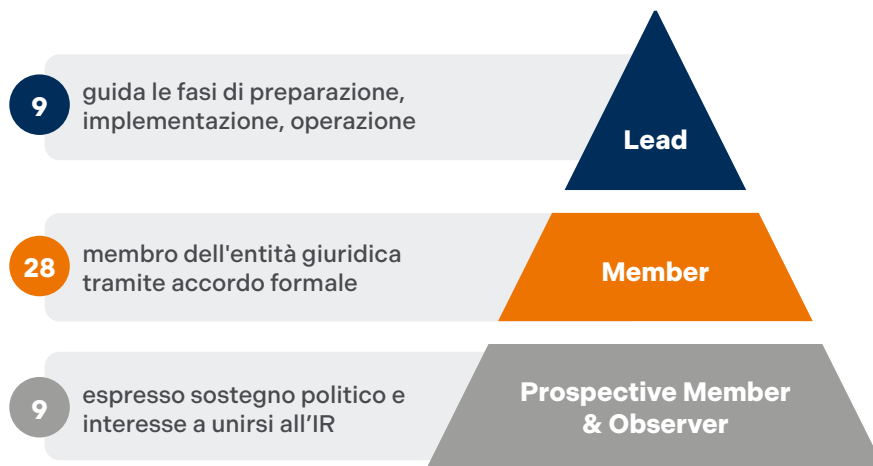 9
guida le fasi di preparazione,
implementazione, operazione
Lead
28
membro dell'entità giuridica
tramite accordo formale
Member
9
espresso sostegno politico e
interesse a unirsi all’IR
Prospective Member
& Observer